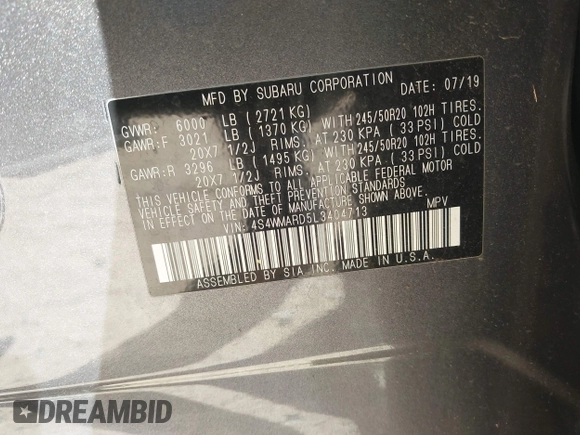 MFD BY SUBARU CORPORATION DATE: 07/19
GVWR: 6000 LB ( 2721 KG)
GAWR:F 3021 LB ( 1370 KG) WITH 245/50R20 102H TIRES.
20X7 1/2J RIMS. AT 230 KPA ( 33 PSI) COLD
GAWR:R 3296 LB ( 1495 KG) WITH 245/50R20 102H TIRES.
20X7 1/2J RIMS. AT 230 KPA ( 33 PSI) COLD
THIS VEHICLE CONFORMS TO ALL APPLICABLE FEDERAL MOTOR
VEHICLE SAFETY AND THEFT PREVENTION STANDARDS
IN EFFECT ON THE DATE OF MANUFACTURE SHOWN ABOVE.
VIN: 4S4WMARD5L3404713 MPV
ASSEMBLED BY SIA, INC. MADE IN U.S.A.
DREAMBID